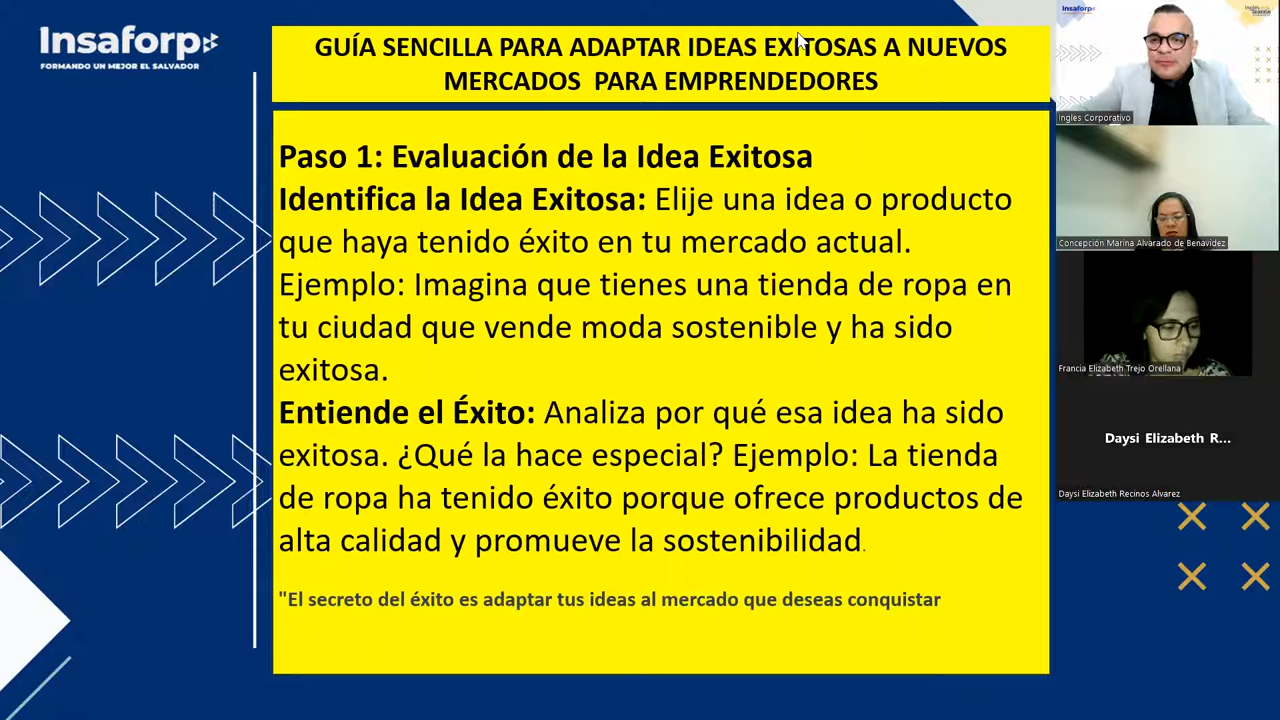 Insaforp
FORMANDO UN MEJOR EL SALVADOR
GUÍA SENCILLA PARA ADAPTAR IDEAS EXITOSAS A NUEVOS
MERCADOS PARA EMPRENDEDORES
Paso 1: Evaluación de la Idea Exitosa
Identifica la Idea Exitosa: Elije una idea o producto
que haya tenido éxito en tu mercado actual.
Ejemplo: Imagina que tienes una tienda de ropa en
tu ciudad que vende moda sostenible y ha sido
exitosa.
Entiende el Éxito: Analiza por qué esa idea ha sido
exitosa. ¿Qué la hace especial? Ejemplo: La tienda
de ropa ha tenido éxito porque ofrece productos de
alta calidad y promueve la sostenibilidad.
"El secreto del éxito es adaptar tus ideas al mercado que deseas conquistar
Insaforp
Ingles Corporativo
Concepción Marina Alvarado de Benavidez
Francia Elizabeth Trejo Orellana
Daysi Elizabeth R...
Daysi Elizabeth Recinos Alvarez